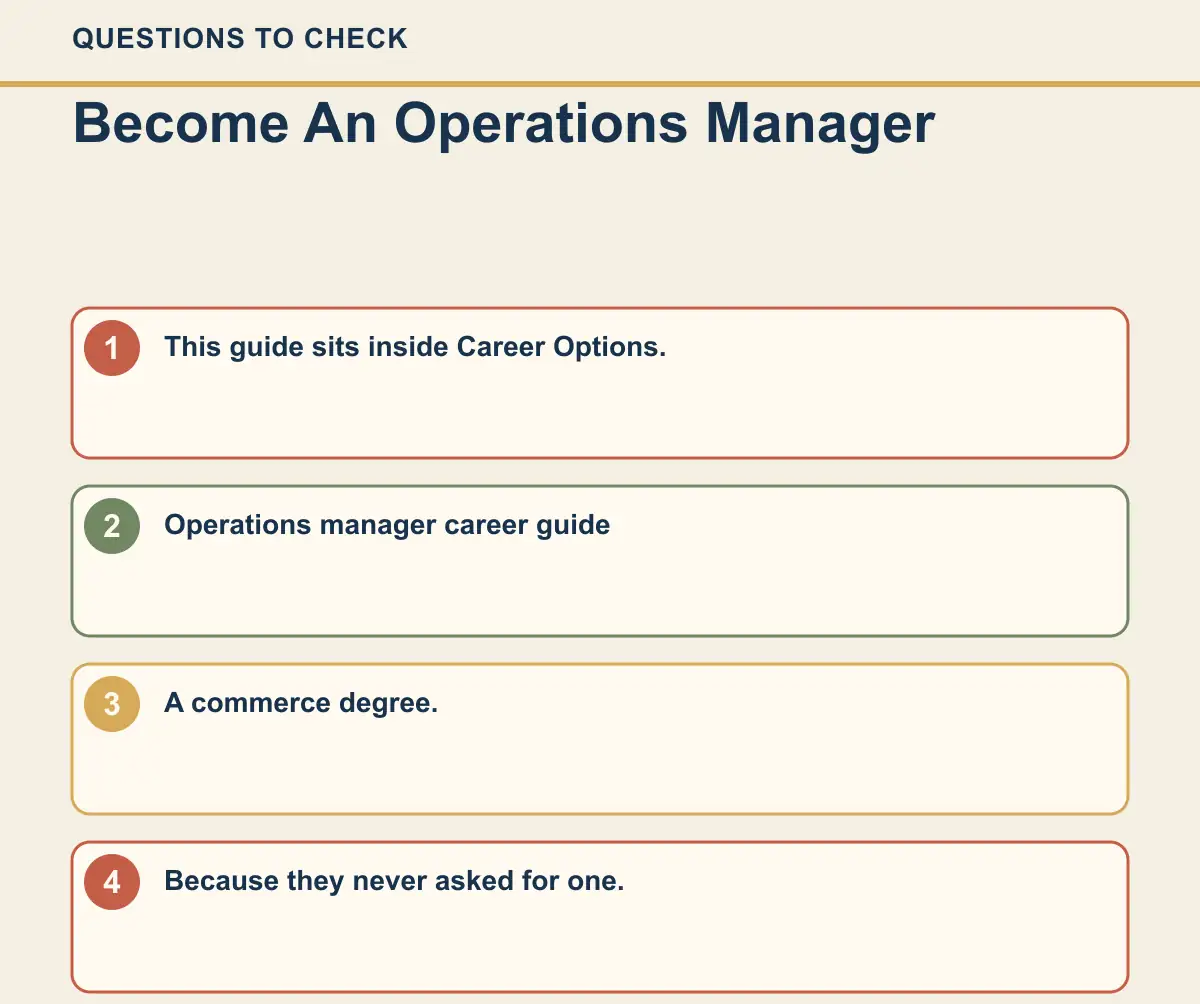 QUESTIONS TO CHECK
Become An Operations Manager
1 This guide sits inside Career Options.
2 Operations manager career guide
3 A commerce degree.
4 Because they never asked for one.